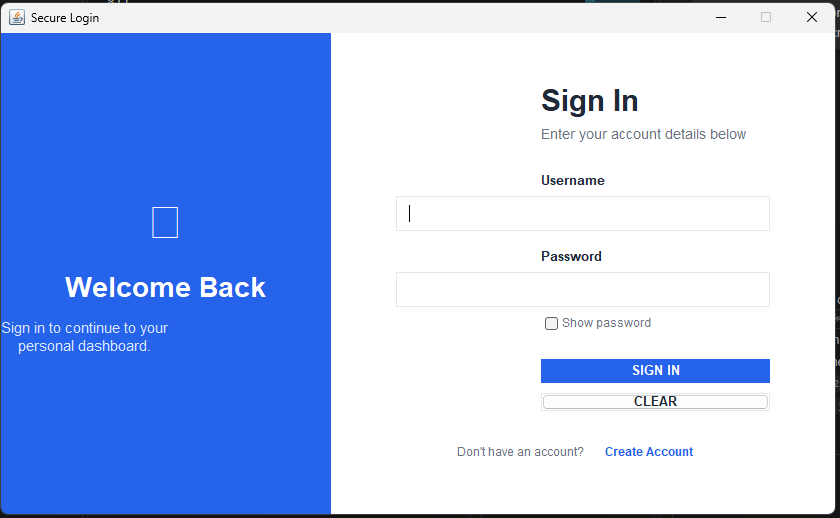 Secure Login
Welcome Back
Sign in to continue to your
personal dashboard.
Sign In
Enter your account details below
Username
Password
Show password
SIGN IN
CLEAR
Don't have an account? Create Account